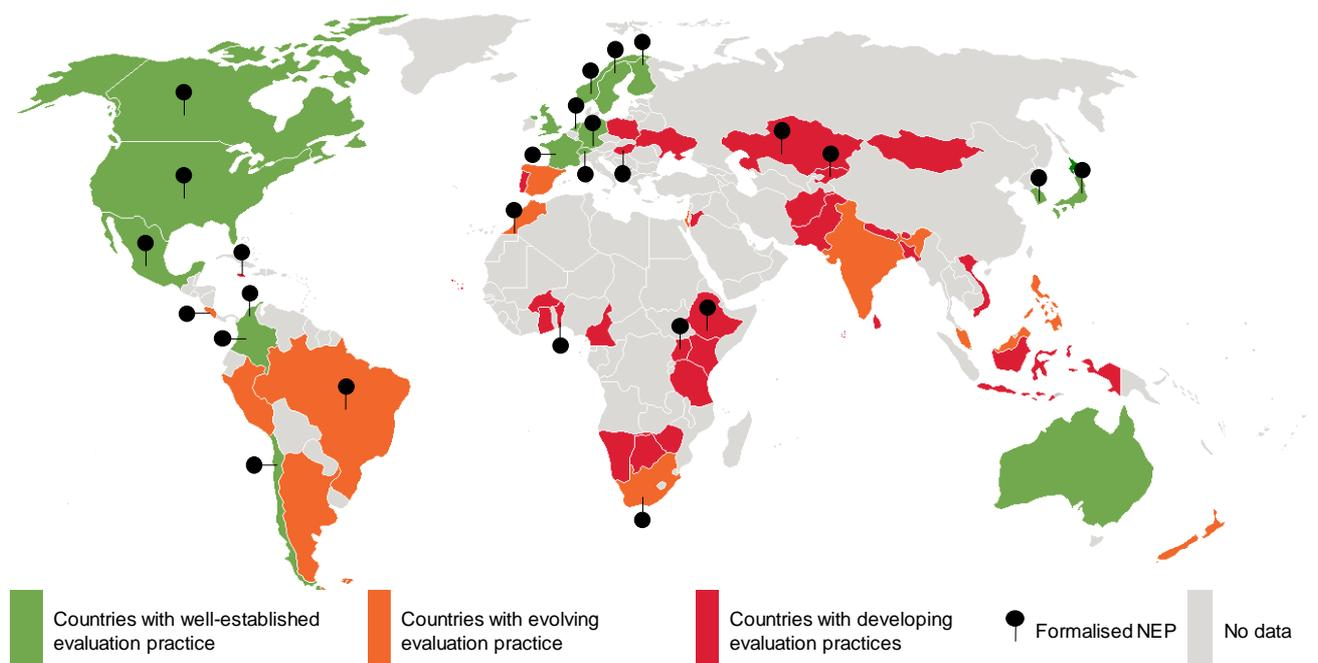 Countries with well-established
evaluation practice
Countries with evolving
evaluation practice
Countries with developing
evaluation practices
Formalised NEP
No data